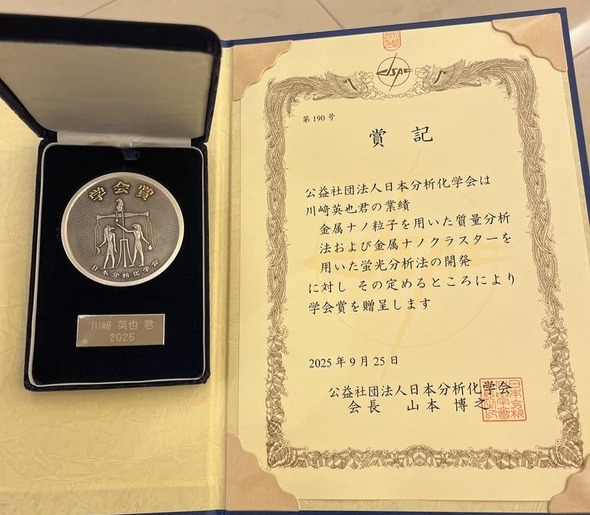 学会賞
日本分析化学会
川﨑 英也 君
2025
JSAC
第190号
賞記
公益社団法人日本分析化学会は
川﨑英也君の業績
金属ナノ粒子を用いた質量分析
法および金属ナノクラスターを
用いた蛍光分析法の開発
に対し その定めるところにより
学会賞を贈呈します
2025年9月25日
公益社団法人日本分析化学会
会長 山本博之